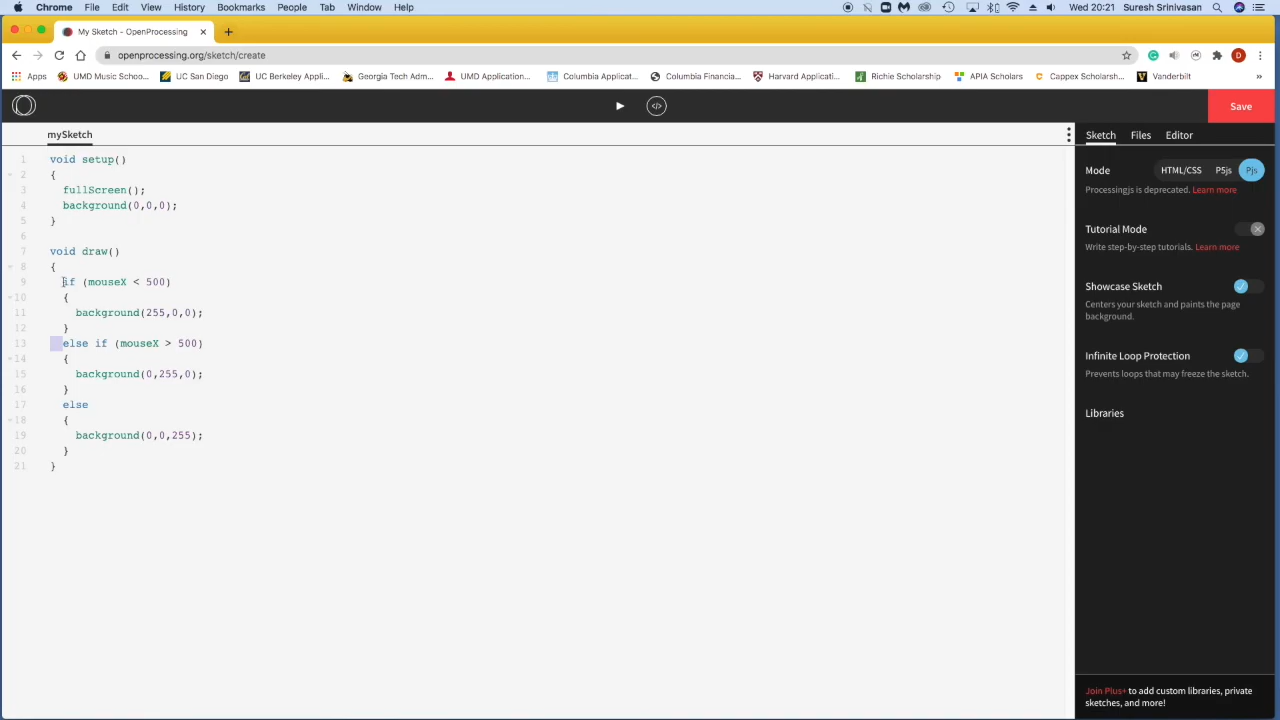 Chrome File Edit View History Bookmarks People Tab Window Help Wed 20:21 Suresh Srinivasan
My Sketch - OpenProcessing
openprocessing.org/sketch/create D
Apps UMD Music Schoo... UC San Diego UC Berkeley Appli... Georgia Tech Adm... UMD Application... Columbia Applicat... Columbia Financia... Harvard Applicati... Richie Scholarship APIA Scholars Cappex Scholarsh... Vanderbilt »
</> Save
mySketch Sketch Files Editor
1 void setup()
2 {
3 fullScreen();
4 background(0,0,0);
5 }
6
7 void draw()
8 {
9 if (mouseX < 500)
10 {
11 background(255,0,0);
12 }
13 else if (mouseX > 500)
14 {
15 background(0,255,0);
16 }
17 else
18 {
19 background(0,0,255);
20 }
21 }
Mode HTML/CSS P5js Pjs
Processingjs is deprecated. Learn more
Tutorial Mode
Write step-by-step tutorials. Learn more
Showcase Sketch
Centers your sketch and paints the page
background.
Infinite Loop Protection
Prevents loops that may freeze the sketch.
Libraries
Join Plus+ to add custom libraries, private
sketches, and more!